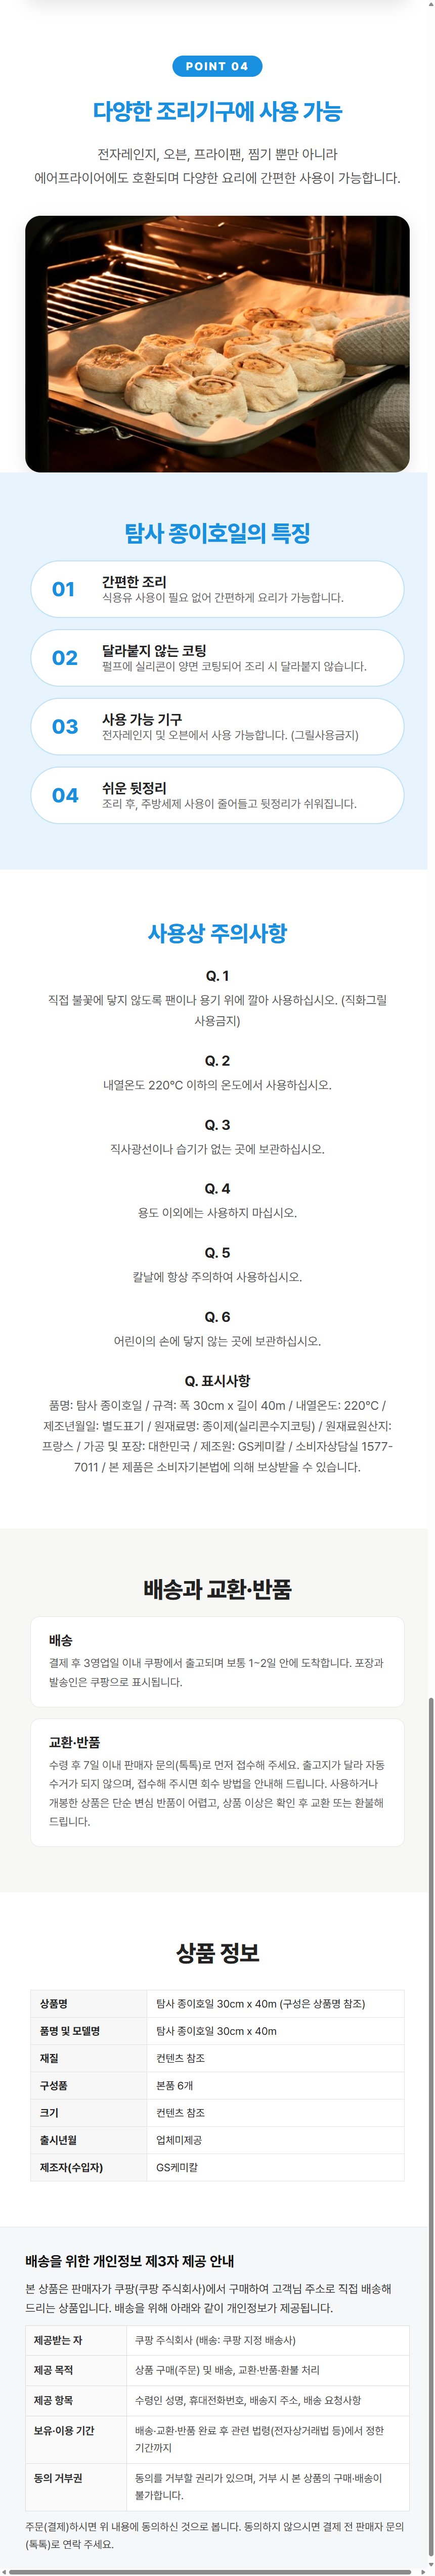 POINT 04
다양한 조리기구에 사용 가능
전자레인지, 오븐, 프라이팬, 찜기 뿐만 아니라
에어프라이어에도 호환되며 다양한 요리에 간편한 사용이 가능합니다.
탐사 종이호일의 특징
01
간편한 조리
식용유 사용이 필요 없어 간편하게 요리가 가능합니다.
02
달라붙지 않는 코팅
펄프에 실리콘이 양면 코팅되어 조리 시 달라붙지 않습니다.
03
사용 가능 기구
전자레인지 및 오븐에서 사용 가능합니다. (그릴사용금지)
04
쉬운 뒷정리
조리 후, 주방세제 사용이 줄어들고 뒷정리가 쉬워집니다.
사용상 주의사항
Q. 1
직접 불꽃에 닿지 않도록 팬이나 용기 위에 깔아 사용하십시오. (직화그릴
사용금지)
Q. 2
내열온도 220°C 이하의 온도에서 사용하십시오.
Q. 3
직사광선이나 습기가 없는 곳에 보관하십시오.
Q. 4
용도 이외에는 사용하지 마십시오.
Q. 5
칼날에 항상 주의하여 사용하십시오.
Q. 6
어린이의 손에 닿지 않는 곳에 보관하십시오.
Q. 표시사항
품명: 탐사 종이호일 / 규격: 폭 30cm x 길이 40m / 내열온도: 220°C /
제조년월일: 별도표기 / 원재료명: 종이제(실리콘수지코팅) / 원재료원산지:
프랑스 / 가공 및 포장: 대한민국 / 제조원: GS케미칼 / 소비자상담실 1577-
7011 / 본 제품은 소비자기본법에 의해 보상받을 수 있습니다.
배송과 교환·반품
배송
결제 후 3영업일 이내 쿠팡에서 출고되며 보통 1~2일 안에 도착합니다. 포장과
발송인은 쿠팡으로 표시됩니다.
교환·반품
수령 후 7일 이내 판매자 문의(톡톡)로 먼저 접수해 주세요. 출고지가 달라 자동
수거가 되지 않으며, 접수해 주시면 회수 방법을 안내해 드립니다. 사용하거나
개봉한 상품은 단순 변심 반품이 어렵고, 상품 이상은 확인 후 교환 또는 환불해
드립니다.
상품 정보
상품명 탐사 종이호일 30cm x 40m (구성은 상품명 참조)
품명 및 모델명 탐사 종이호일 30cm x 40m
재질 컨텐츠 참조
구성품 본품 6개
크기 컨텐츠 참조
출시년월 업체미제공
제조자(수입자) GS케미칼
배송을 위한 개인정보 제3자 제공 안내
본 상품은 판매자가 쿠팡(쿠팡 주식회사)에서 구매하여 고객님 주소로 직접 배송해
드리는 상품입니다. 배송을 위해 아래와 같이 개인정보가 제공됩니다.
제공받는 자 쿠팡 주식회사 (배송: 쿠팡 지정 배송사)
제공 목적 상품 구매(주문) 및 배송, 교환·반품·환불 처리
제공 항목 수령인 성명, 휴대전화번호, 배송지 주소, 배송 요청사항
보유·이용 기간 배송·교환·반품 완료 후 관련 법령(전자상거래법 등)에서 정한
기간까지
동의 거부권 동의를 거부할 권리가 있으며, 거부 시 본 상품의 구매·배송이
불가합니다.
주문(결제)하시면 위 내용에 동의하신 것으로 봅니다. 동의하지 않으시면 결제 전 판매자 문의
(톡톡)로 연락 주세요.